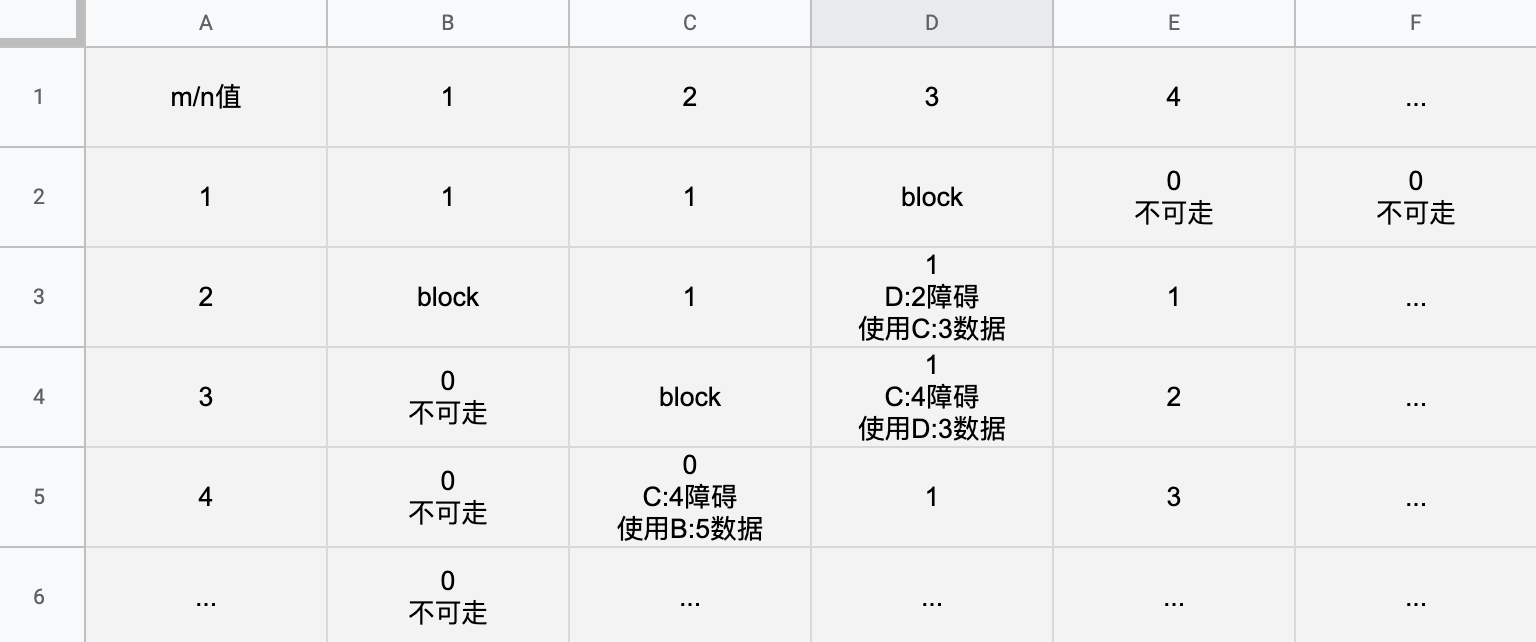 A B C D E F
1 m/n值 1 2 3 4 ...
2 1 1 1 block 0 0
不可走 不可走
3 2 block 1 1 1 ...
D:2障碍
使用C:3数据
4 3 0 block 1 2 ...
不可走 C:4障碍
使用D:3数据
5 4 0 0 1 3 ...
不可走 C:4障碍
使用B:5数据
6 ... 0 ... ... ... ...
不可走